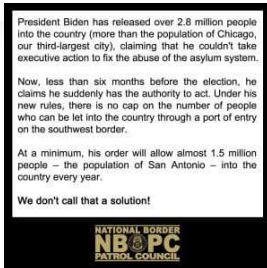 President Biden has released over 2.8 million people
into the country (more than the population of Chicago,
our third-largest city), claiming that he couldn't take
executive action to fix the abuse of the asylum system.
Now, less than six months before the election, he
claims he suddenly has the authority to act. Under his
new rules, there is no cap on the number of people
who can be let into the country through a port of entry
on the southwest border.
At a minimum, his order will allow almost 1.5 million
people – the population of San Antonio – into the
country every year.
We don't call that a solution!
NATIONAL BORDER
NBPC
PATROL COUNCIL